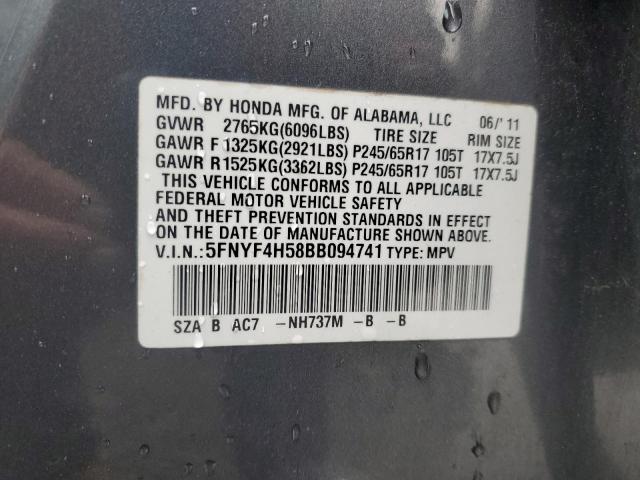 MFD. BY HONDA MFG. OF ALABAMA, LLC 06/'11
GVWR 2765KG(6096LBS) TIRE SIZE RIM SIZE
GAWR F 1325KG(2921LBS) P245/65R17 105T 17X7.5J
GAWR R 1525KG(3362LBS) P245/65R17 105T 17X7.5J
THIS VEHICLE CONFORMS TO ALL APPLICABLE
FEDERAL MOTOR VEHICLE SAFETY
AND THEFT PREVENTION STANDARDS IN EFFECT
ON THE DATE OF MANUFACTURE SHOWN ABOVE.
V.I.N.:5FNYF4H58BB094741 TYPE: MPV
SZA B AC7 -NH737M -B -B